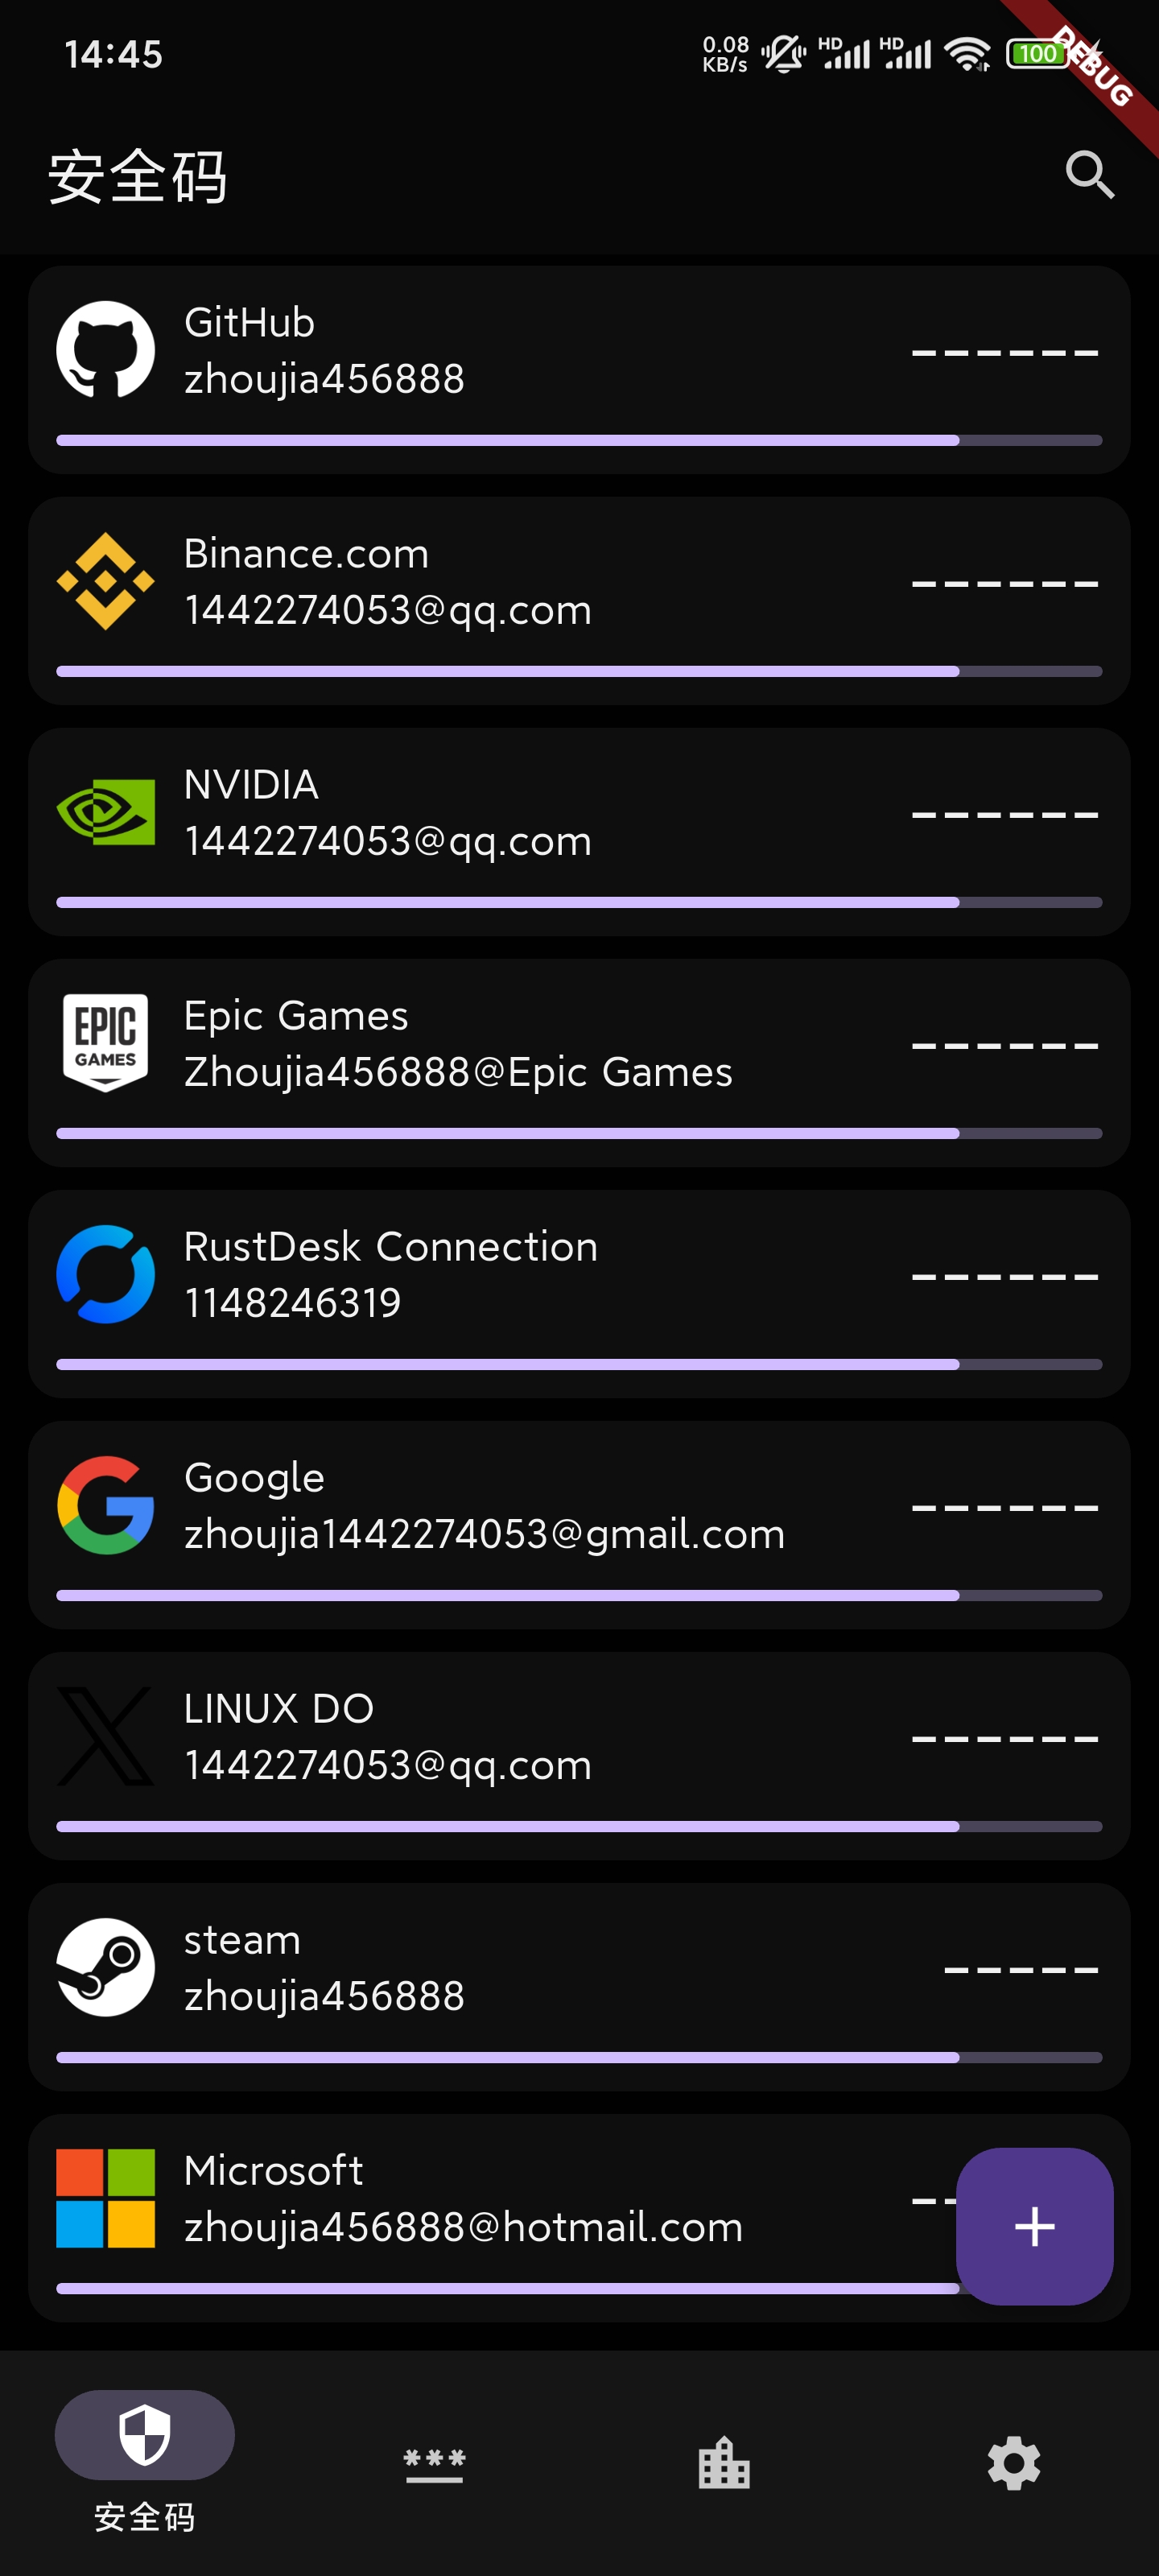 14:45
0.08
KB/s
HD
HD
100
DEBUG
安全码
GitHub
zhoujia456888
------
Binance.com
1442274053@qq.com
------
NVIDIA
1442274053@qq.com
------
EPIC
GAMES
Epic Games
Zhoujia456888@Epic Games
------
RustDesk Connection
1148246319
------
Google
zhoujia1442274053@gmail.com
------
LINUX DO
1442274053@qq.com
------
steam
zhoujia456888
-----
Microsoft
zhoujia456888@hotmail.com
--
+
***
安全码